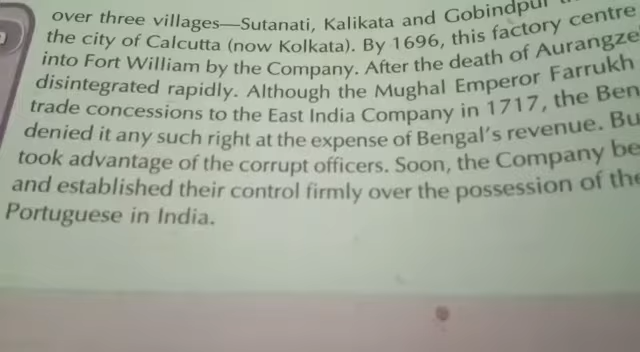 over three villages—Sutanati, Kalikata and Gobindpur
the city of Calcutta (now Kolkata). By 1696, this factory centre
into Fort William by the Company. After the death of Aurangze
disintegrated rapidly. Although the Mughal Emperor Farrukh
trade concessions to the East India Company in 1717, the Ben
denied it any such right at the expense of Bengal's revenue. Bu
took advantage of the corrupt officers. Soon, the Company be
and established their control firmly over the possession of the
Portuguese in India.